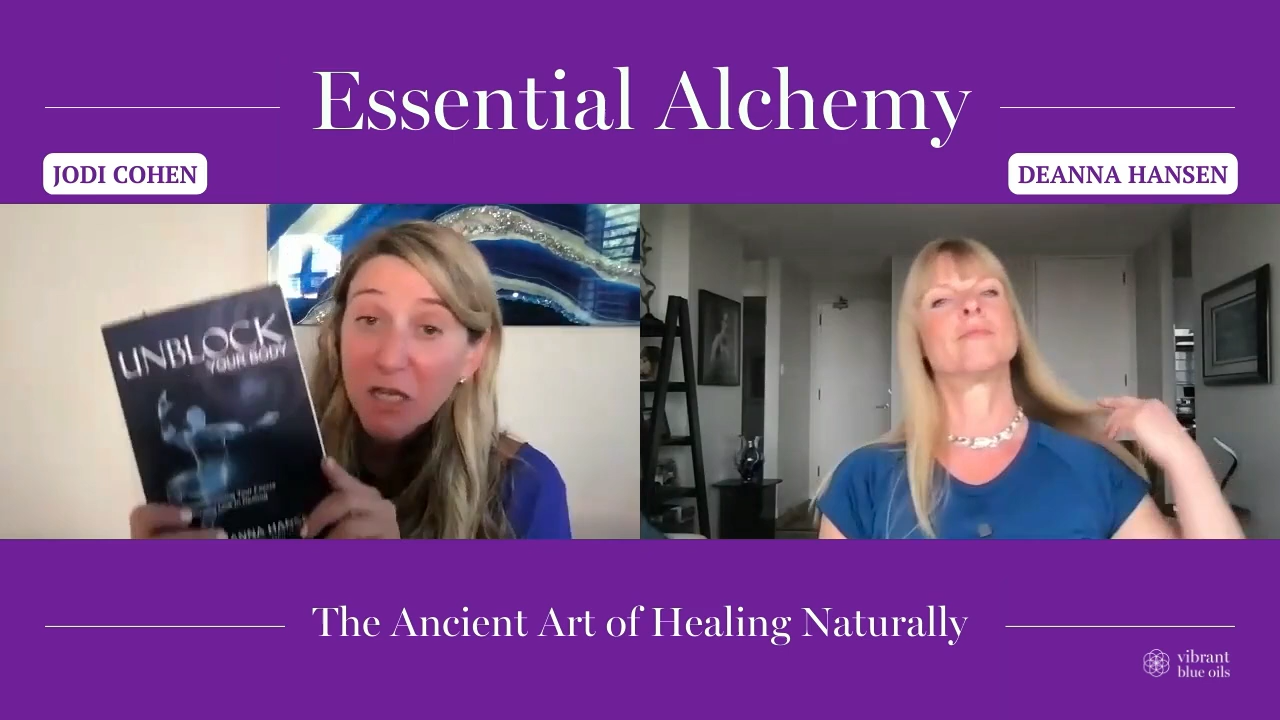 Essential Alchemy
JODI COHEN
DEANNA HANSEN
UNBLOCK
YOUR BODY
The Ancient Art of Healing Naturally
vibrant
blue oils